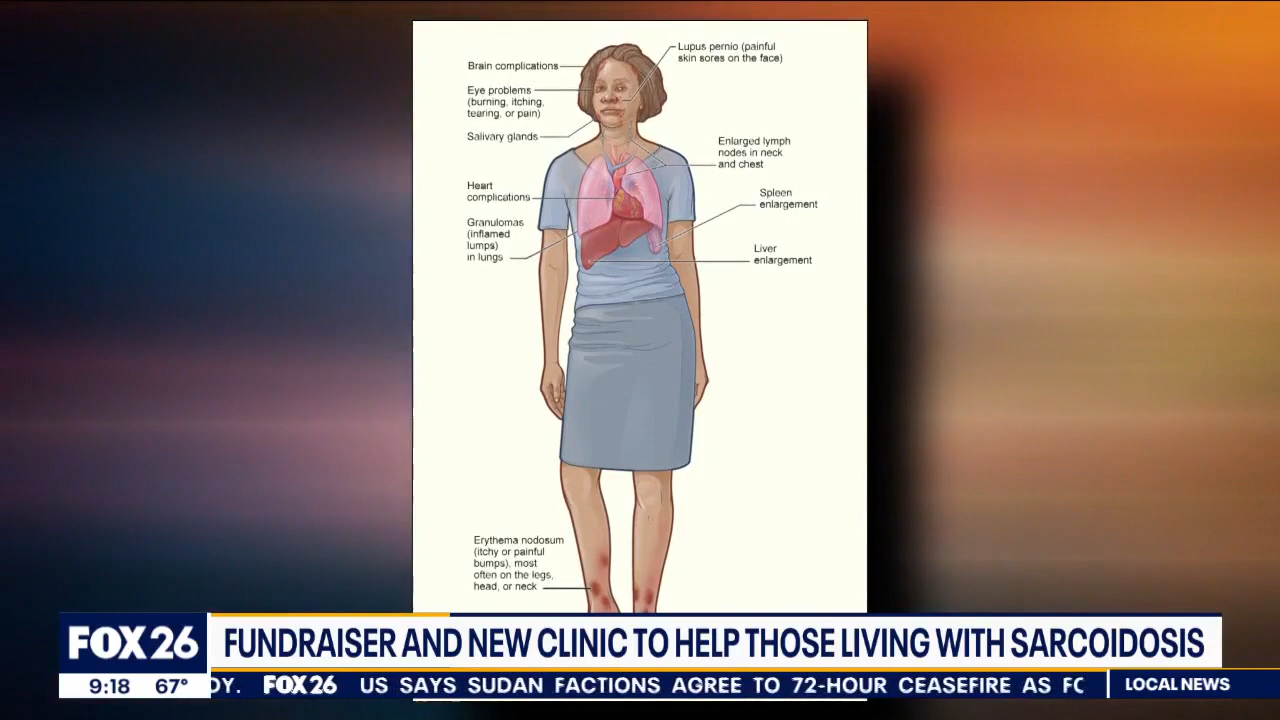 Lupus pernio (painful
skin sores on the face)
Brain complications
Eye problems
(burning, itching,
tearing, or pain)
Salivary glands
Enlarged lymph
nodes in neck
and chest
Heart
complications
Spleen
enlargement
Granulomas
(inflamed
lumps)
in lungs
Liver
enlargement
Erythema nodosum
(itchy or painful
bumps), most
often on the legs,
head, or neck
FOX 26
FUNDRAISER AND NEW CLINIC TO HELP THOSE LIVING WITH SARCOIDOSIS
9:18 67° DY. FOX 26 US SAYS SUDAN FACTIONS AGREE TO 72-HOUR CEASEFIRE AS LOCAL NEWS